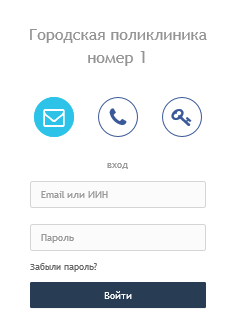 Городская поликлиника
номер 1
вход
Email или ИИН
Пароль
Забыли пароль?
Войти